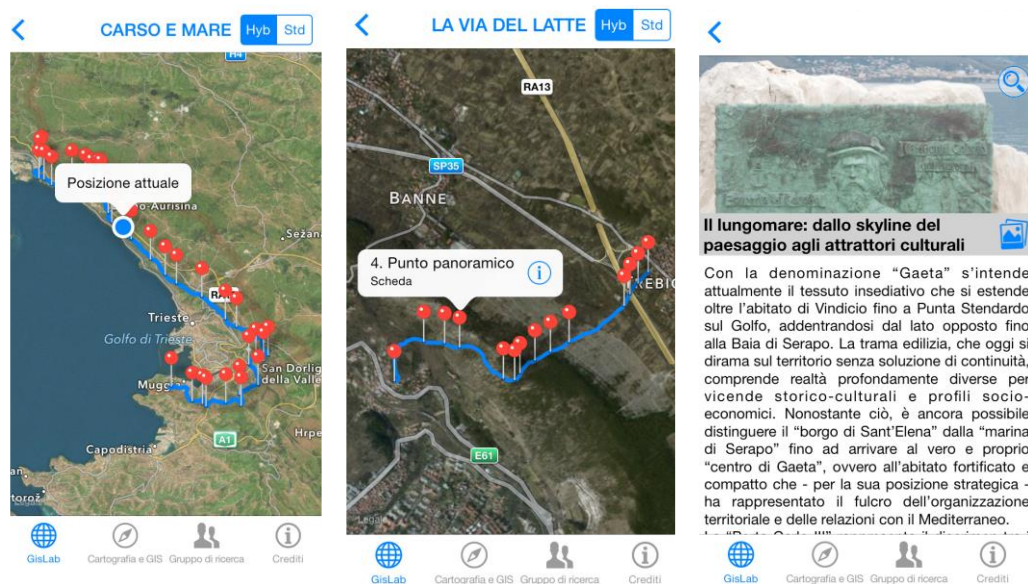 CARSO E MARE
Hyb
Std
H4
Posizione attuale
o-Aurisina
Sežan
RA
Trieste
Golfo di Trieste
San Dorlig
della Valle
Mugg
A1
Hrpe
Capodistria
an
torož
Legal
GisLab
Cartografia e GIS
Gruppo di ricerca
Crediti
LA VIA DEL LATTE
Hyb
Std
RA13
SP35
BANNE
4. Punto panoramico
Scheda
REBIC
E61
Legal
GisLab
Cartografia e GIS
Gruppo di ricerca
Crediti
Il lungomare: dallo skyline del
paesaggio agli attrattori culturali
Con la denominazione “Gaeta” s’intende
attualmente il tessuto insediativo che si estende
oltre l’abitato di Vindicio fino a Punta Stendardo
sul Golfo, addentrandosi dal lato opposto fino
alla Baia di Serapo. La trama edilizia, che oggi si
dirama sul territorio senza soluzione di continuità,
comprende realtà profondamente diverse per
vicende storico-culturali e profili socio-
economici. Nonostante ciò, è ancora possibile
distinguere il “borgo di Sant’Elena” dalla “marina
di Serapo” fino ad arrivare al vero e proprio
“centro di Gaeta”, ovvero all’abitato fortificato e
compatto che - per la sua posizione strategica -
ha rappresentato il fulcro dell’organizzazione
territoriale e delle relazioni con il Mediterraneo.
GisLab
Cartografia e GIS
Gruppo di ricerca
Crediti